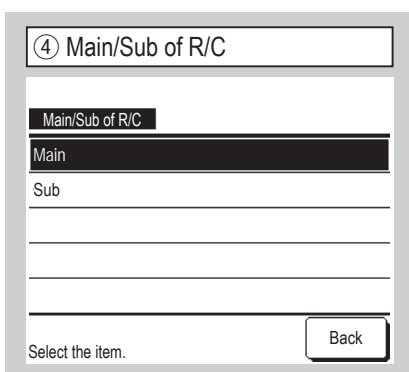 ④ Main/Sub of R/C
Main/Sub of R/C
Main
Sub
Select the item.
Back